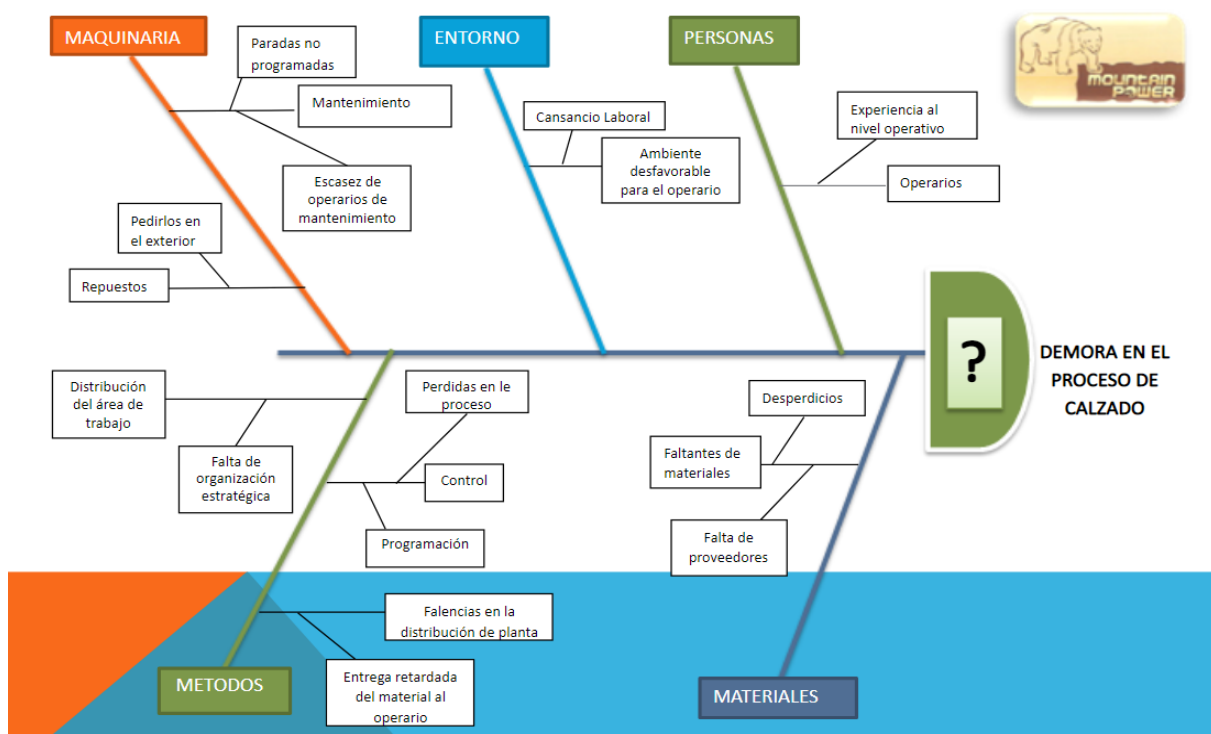 MAQUINARIA
ENTORNO
PERSONAS
MOUNTAIN
POWER
Paradas no
programadas
Mantenimiento
Escasez de
operarios de
mantenimiento
Pedirlos en
el exterior
Repuestos
Cansancio Laboral
Ambiente
desfavorable
para el operario
Experiencia al
nivel operativo
Operarios
?
DEMORA EN EL
PROCESO DE
CALZADO
Distribución
del área de
trabajo
Falta de
organización
estratégica
Perdidas en le
proceso
Control
Programación
Falencias en la
distribución de planta
Entrega retardada
del material al
operario
Desperdicios
Faltantes de
materiales
Falta de
proveedores
METODOS
MATERIALES